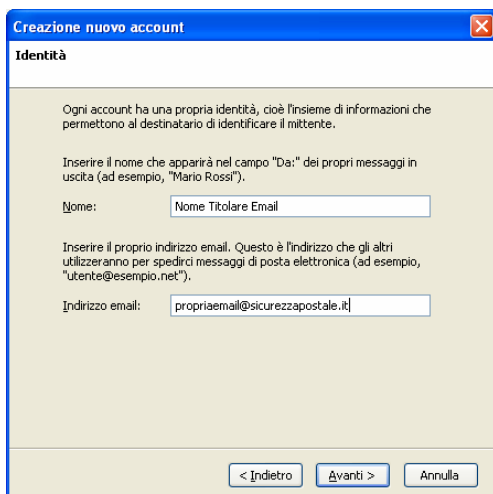 Creazione nuovo account
Identità
Ogni account ha una propria identità, cioè l'insieme di informazioni che
permettono al destinatario di identificare il mittente.
Inserire il nome che apparirà nel campo "Da:" dei propri messaggi in
uscita (ad esempio, "Mario Rossi").
Nome: Nome Titolare Email
Inserire il proprio indirizzo email. Questo è l'indirizzo che gli altri
utilizzeranno per spedirci messaggi di posta elettronica (ad esempio,
"utente@esempio.net").
Indirizzo email: propriaemail@sicurezzapostale.it
< Indietro Avanti > Annulla